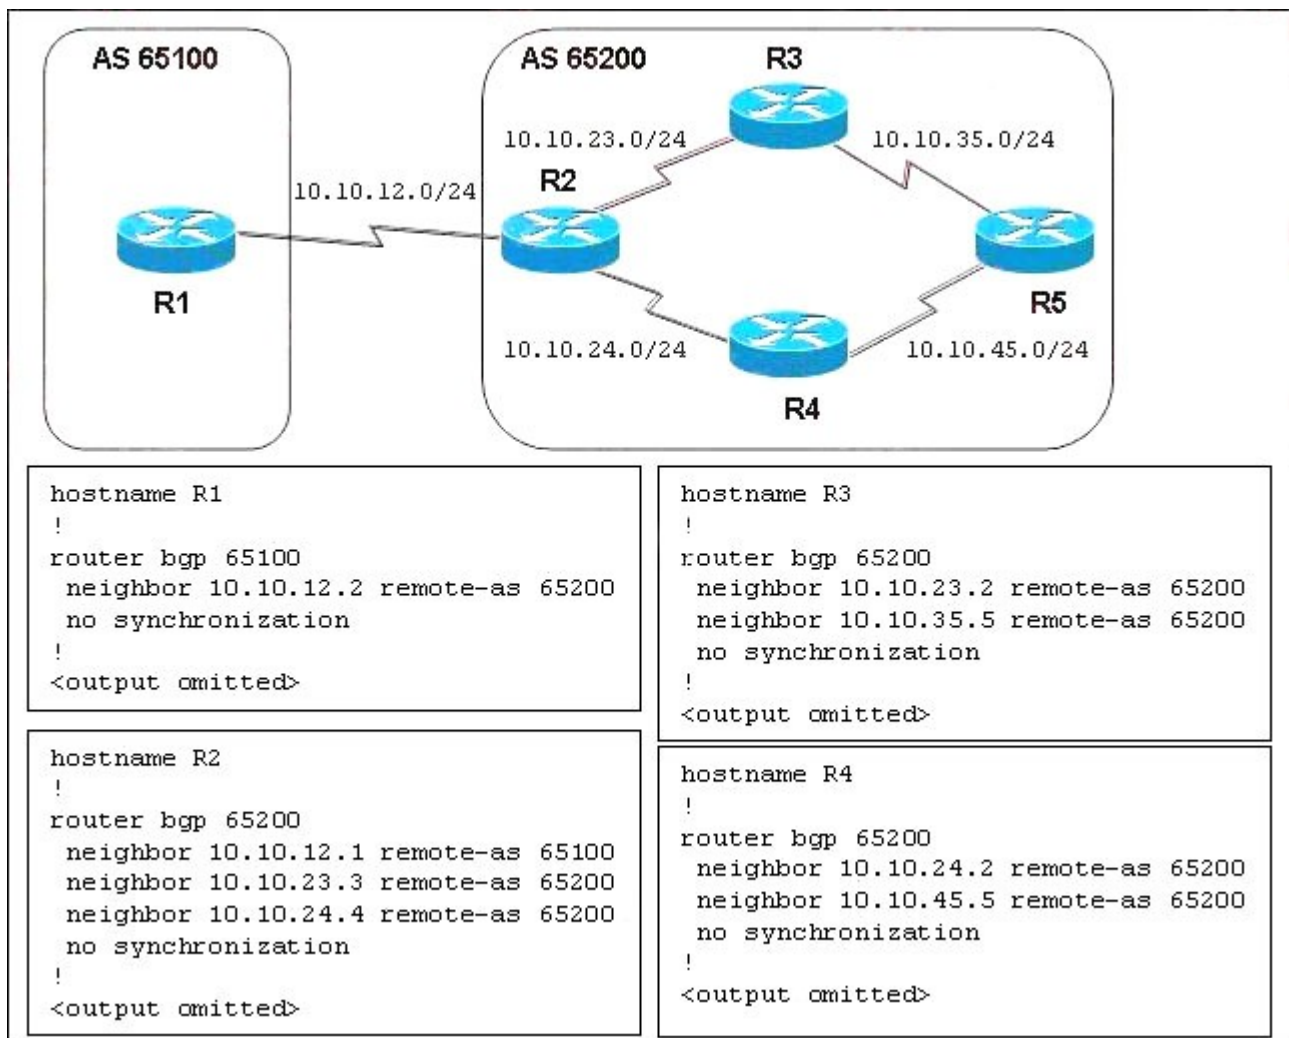 AS 65100
AS 65200
R3
10.10.23.0/24
10.10.35.0/24
R2
10.10.12.0/24
R1
R5
10.10.24.0/24
10.10.45.0/24
R4
hostname R1
!
router bgp 65100
neighbor 10.10.12.2 remote-as 65200
no synchronization
!
<output omitted>
hostname R2
!
router bgp 65200
neighbor 10.10.12.1 remote-as 65100
neighbor 10.10.23.3 remote-as 65200
neighbor 10.10.24.4 remote-as 65200
no synchronization
!
<output omitted>
hostname R3
!
router bgp 65200
neighbor 10.10.23.2 remote-as 65200
neighbor 10.10.35.5 remote-as 65200
no synchronization
!
<output omitted>
hostname R4
!
router bgp 65200
neighbor 10.10.24.2 remote-as 65200
neighbor 10.10.45.5 remote-as 65200
no synchronization
!
<output omitted>